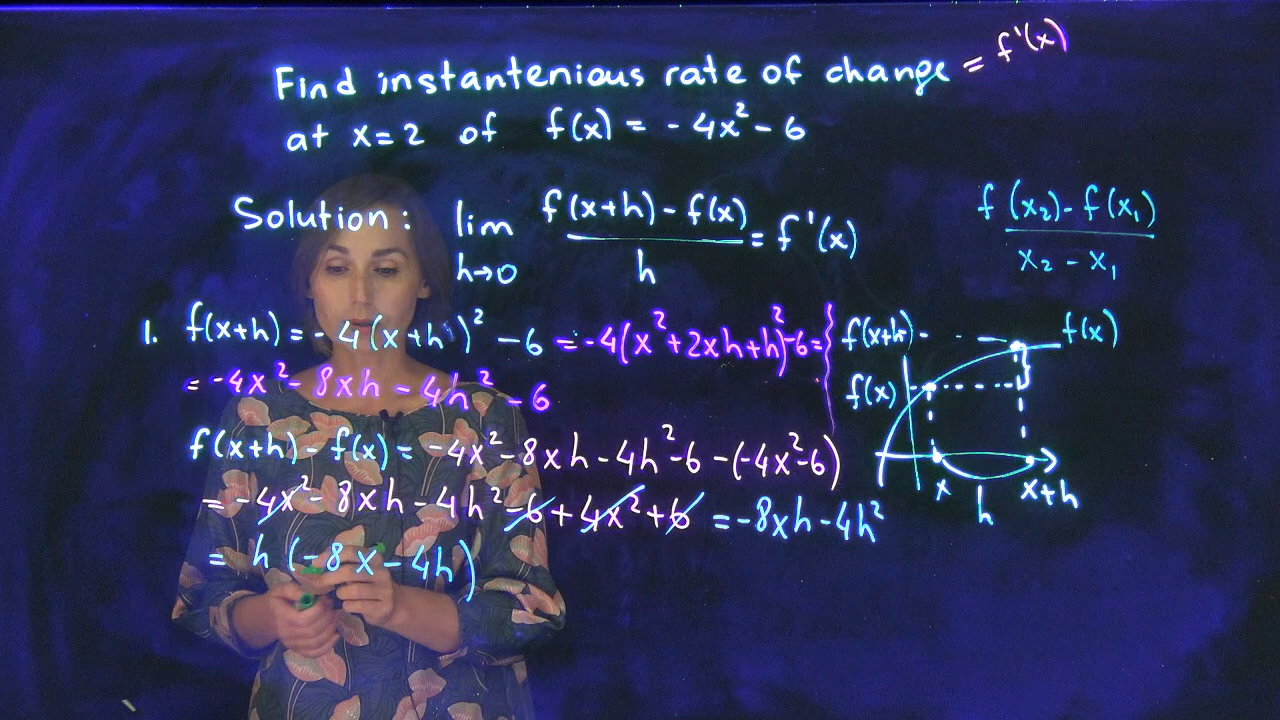 Find instantenious rate of change = f'(x)
at x=2 of f(x) = -4x² - 6
Solution: lim h→0 f(x+h) - f(x) / h = f'(x)
f(x₂) - f(x₁) / x₂ - x₁
1. f(x+h) = -4(x+h)² - 6 = -4(x²+2xh+h²)-6=
= -4x² - 8xh - 4h² - 6
f(x+h) - f(x) = -4x² - 8xh - 4h² - 6 - (-4x² - 6)
= -4x² - 8xh - 4h² - 6 + 4x² + 6 = -8xh - 4h²
= h(-8x - 4h)
f(x+h)
f(x)
f(x)
x
h
x+h